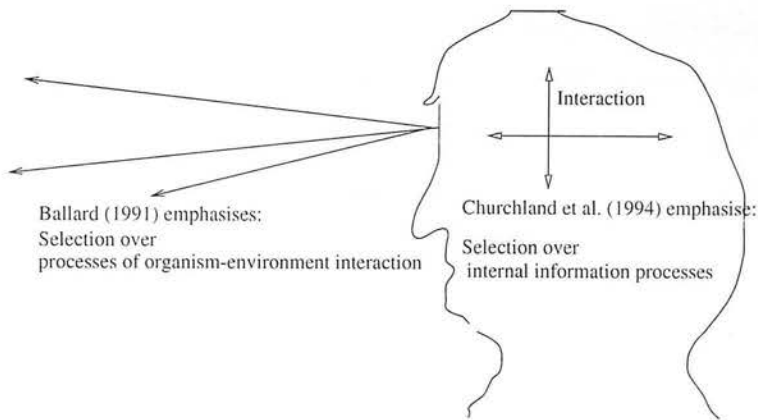 Interaction
Ballard (1991) emphasises:
Selection over
processes of organism-environment interaction
Churchland et al. (1994) emphasise:
Selection over
internal information processes